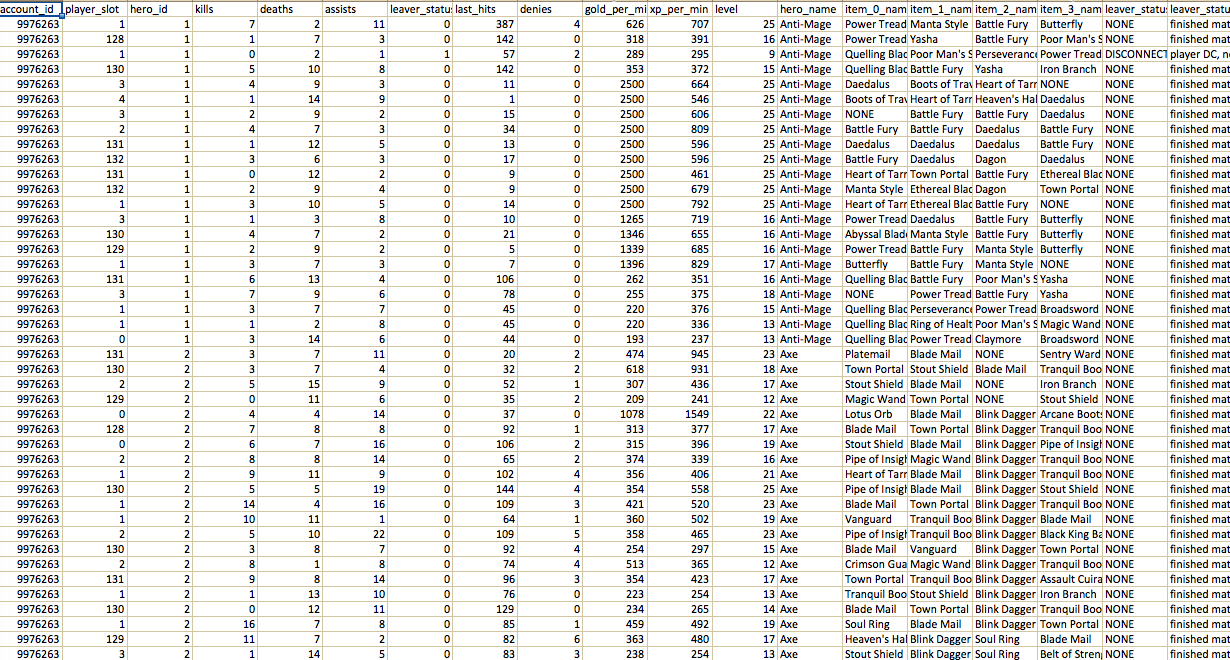 account_id player_slot hero_id kills deaths assists leaver_statu last_hits denies gold_per_mi xp_per_min level hero_name item_0_nam item_1_nam item_2_nam item_3_nam leaver_statu leaver_statu
9976263 1 1 7 2 11 0 387 4 626 707 25 Anti-Mage Power Tread Manta Style Battle Fury Butterfly NONE finished mat
9976263 128 1 1 7 3 0 142 0 318 391 16 Anti-Mage Power Tread Yasha Battle Fury Poor Man's S NONE finished mat
9976263 1 1 0 2 1 1 57 2 289 295 9 Anti-Mage Quelling Blac Poor Man's S Perseverance Power Tread DISCONNECT player DC, n
9976263 130 1 5 10 8 0 142 0 353 372 15 Anti-Mage Quelling Blac Battle Fury Yasha Iron Branch NONE finished mat
9976263 3 1 4 9 3 0 11 0 2500 664 25 Anti-Mage Daedalus Boots of Trav Heart of Tarr NONE NONE finished mat
9976263 4 1 1 14 9 0 1 0 2500 546 25 Anti-Mage Boots of Trav Heart of Tarr Heaven's Hal Daedalus NONE finished mat
9976263 3 1 2 9 2 0 15 0 2500 606 25 Anti-Mage NONE Battle Fury Battle Fury Daedalus NONE finished mat
9976263 2 1 4 7 3 0 34 0 2500 809 25 Anti-Mage Battle Fury Battle Fury Daedalus Battle Fury NONE finished mat
9976263 131 1 1 12 5 0 13 0 2500 596 25 Anti-Mage Daedalus Daedalus Daedalus Battle Fury NONE finished mat
9976263 132 1 3 6 3 0 17 0 2500 596 25 Anti-Mage Battle Fury Daedalus Dagon Daedalus NONE finished mat
9976263 131 1 0 12 2 0 9 0 2500 461 25 Anti-Mage Heart of Tarr Town Portal Battle Fury Ethereal Blac NONE finished mat
9976263 132 1 2 9 4 0 9 0 2500 679 25 Anti-Mage Manta Style Ethereal Blac Dagon Town Portal NONE finished mat
9976263 1 1 3 10 5 0 14 0 2500 792 25 Anti-Mage Heart of Tarr Ethereal Blac Battle Fury NONE NONE finished mat
9976263 3 1 1 3 8 0 10 0 1265 719 16 Anti-Mage Power Tread Daedalus Battle Fury Butterfly NONE finished mat
9976263 130 1 4 7 2 0 21 0 1346 655 16 Anti-Mage Abyssal Blade Manta Style Battle Fury Butterfly NONE finished mat
9976263 129 1 2 9 2 0 5 0 1339 685 16 Anti-Mage Power Tread Battle Fury Manta Style Butterfly NONE finished mat
9976263 1 1 3 7 3 0 7 0 1396 829 17 Anti-Mage Butterfly Battle Fury Manta Style NONE NONE finished mat
9976263 131 1 6 13 4 0 106 0 262 351 16 Anti-Mage Quelling Blac Battle Fury Poor Man's S Yasha NONE finished mat
9976263 3 1 7 9 6 0 78 0 255 375 18 Anti-Mage NONE Power Tread Battle Fury Yasha NONE finished mat
9976263 1 1 3 7 7 0 45 0 220 376 15 Anti-Mage Quelling Blac Perseverance Power Tread Broadsword NONE finished mat
9976263 1 1 1 2 8 0 45 0 220 336 13 Anti-Mage Quelling Blac Ring of Healt Poor Man's S Magic Wand NONE finished mat
9976263 0 1 3 14 6 0 44 0 193 237 13 Anti-Mage Quelling Blac Power Tread Claymore Broadsword NONE finished mat
9976263 131 2 3 7 11 0 20 2 474 945 23 Axe Platemail Blade Mail NONE Sentry Ward NONE finished mat
9976263 130 2 3 7 4 0 32 2 618 931 18 Axe Town Portal Stout Shield Blade Mail Tranquil Boo NONE finished mat
9976263 2 2 5 15 9 0 52 1 307 436 17 Axe Stout Shield Blade Mail NONE Iron Branch NONE finished mat
9976263 129 2 0 11 6 0 35 2 209 241 12 Axe Magic Wand Town Portal NONE Stout Shield NONE finished mat
9976263 0 2 4 4 14 0 37 0 1078 1549 22 Axe Lotus Orb Blade Mail Blink Dagger Arcane Boots NONE finished mat
9976263 128 2 7 8 8 0 92 1 313 377 17 Axe Blade Mail Town Portal Blink Dagger Tranquil Boo NONE finished mat
9976263 0 2 6 7 16 0 106 2 315 396 19 Axe Stout Shield Blade Mail Blink Dagger Pipe of Insigh NONE finished mat
9976263 2 2 8 8 14 0 65 2 374 339 16 Axe Pipe of Insigh Magic Wand Blink Dagger Tranquil Boo NONE finished mat
9976263 1 2 9 11 9 0 102 4 356 406 21 Axe Heart of Tarr Blade Mail Blink Dagger Tranquil Boo NONE finished mat
9976263 130 2 5 5 19 0 144 4 354 558 25 Axe Pipe of Insigh Blade Mail Blink Dagger Stout Shield NONE finished mat
9976263 1 2 14 4 16 0 109 3 421 520 23 Axe Blade Mail Town Portal Blink Dagger Tranquil Boo NONE finished mat
9976263 1 2 10 11 1 0 64 1 360 502 19 Axe Vanguard Tranquil Boo Blink Dagger Blade Mail NONE finished mat
9976263 2 2 5 10 22 0 109 5 358 465 23 Axe Pipe of Insigh Tranquil Boo Blink Dagger Black King Ba NONE finished mat
9976263 130 2 3 8 7 0 92 4 254 297 15 Axe Blade Mail Vanguard Blink Dagger Town Portal NONE finished mat
9976263 2 2 8 1 8 0 74 4 513 365 12 Axe Crimson Gua Magic Wand Blink Dagger Tranquil Boo NONE finished mat
9976263 131 2 9 8 14 0 96 3 354 423 17 Axe Town Portal Tranquil Boo Blink Dagger Assault Cuira NONE finished mat
9976263 1 2 1 13 10 0 76 0 223 254 13 Axe Tranquil Boo Stout Shield Blink Dagger Iron Branch NONE finished mat
9976263 130 2 0 12 11 0 129 0 234 265 14 Axe Blade Mail Town Portal Blink Dagger Tranquil Boo NONE finished mat
9976263 1 2 16 7 8 0 85 1 459 492 19 Axe Soul Ring Blade Mail Blink Dagger Town Portal NONE finished mat
9976263 129 2 11 7 2 0 82 6 363 480 17 Axe Heaven's Hal Blink Dagger Soul Ring Blade Mail NONE finished mat
9976263 3 2 1 14 5 0 83 3 238 254 13 Axe Stout Shield Blink Dagger Soul Ring Belt of Stren NONE finished mat